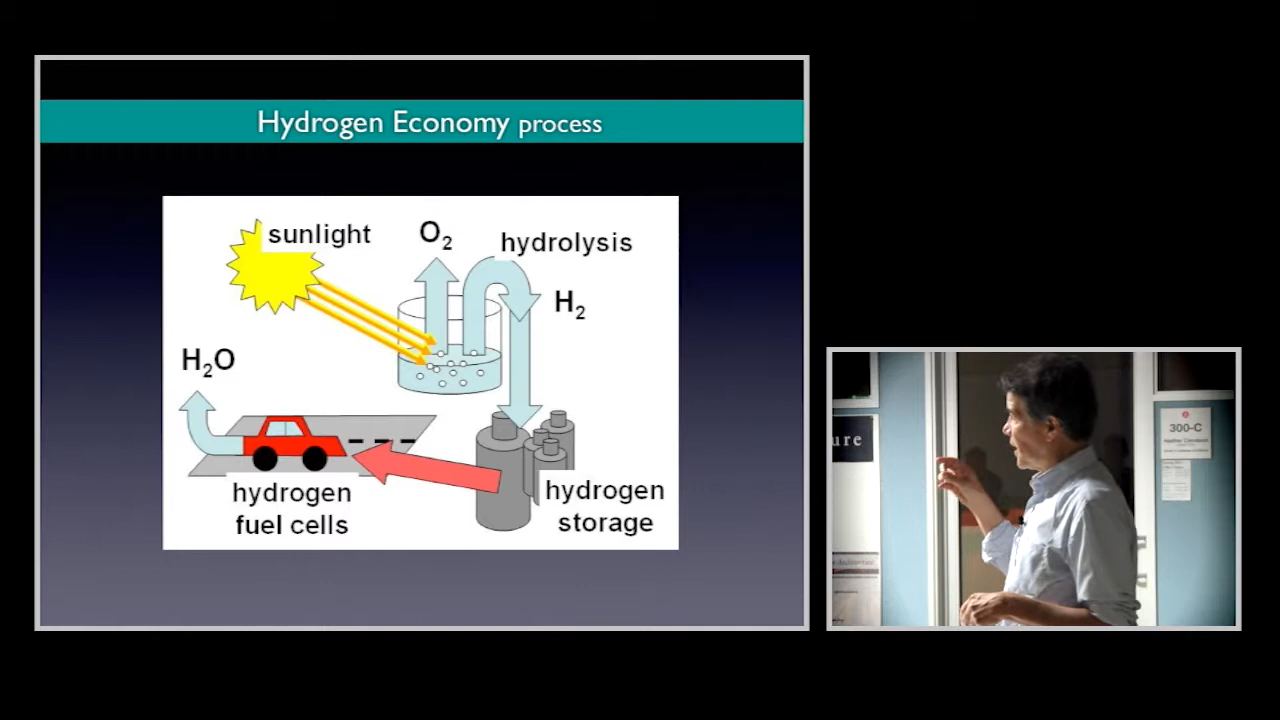 Hydrogen Economy process
sunlight
O2
hydrolysis
H2
H2O
hydrogen
fuel cells
hydrogen
storage
ure
300-C